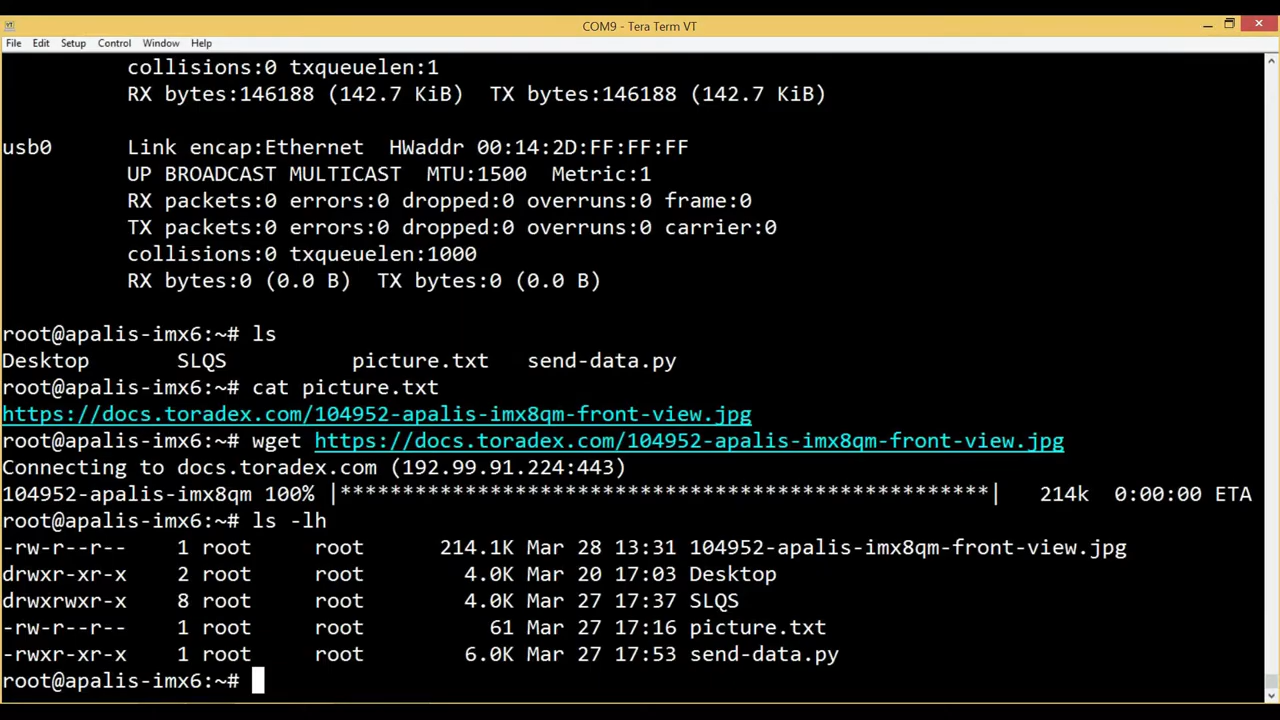 COM9 - Tera Term VT
File Edit Setup Control Window Help
collisions:0 txqueuelen:1
RX bytes:146188 (142.7 KiB)  TX bytes:146188 (142.7 KiB)
usb0      Link encap:Ethernet  HWaddr 00:14:2D:FF:FF:FF
UP BROADCAST MULTICAST  MTU:1500  Metric:1
RX packets:0 errors:0 dropped:0 overruns:0 frame:0
TX packets:0 errors:0 dropped:0 overruns:0 carrier:0
collisions:0 txqueuelen:1000
RX bytes:0 (0.0 B)  TX bytes:0 (0.0 B)
root@apalis-imx6:~# ls
Desktop       SLQS          picture.txt   send-data.py
root@apalis-imx6:~# cat picture.txt
https://docs.toradex.com/104952-apalis-imx8qm-front-view.jpg
root@apalis-imx6:~# wget https://docs.toradex.com/104952-apalis-imx8qm-front-view.jpg
Connecting to docs.toradex.com (192.99.91.224:443)
104952-apalis-imx8qm 100% |****************************************************|   214k  0:00:00 ETA
root@apalis-imx6:~# ls -lh
-rw-r--r--    1 root     root      214.1K Mar 28 13:31 104952-apalis-imx8qm-front-view.jpg
drwxr-xr-x    2 root     root        4.0K Mar 20 17:03 Desktop
drwxrwxr-x    8 root     root        4.0K Mar 27 17:37 SLQS
-rw-r--r--    1 root     root          61 Mar 27 17:16 picture.txt
-rwxr-xr-x    1 root     root        6.0K Mar 27 17:53 send-data.py
root@apalis-imx6:~#